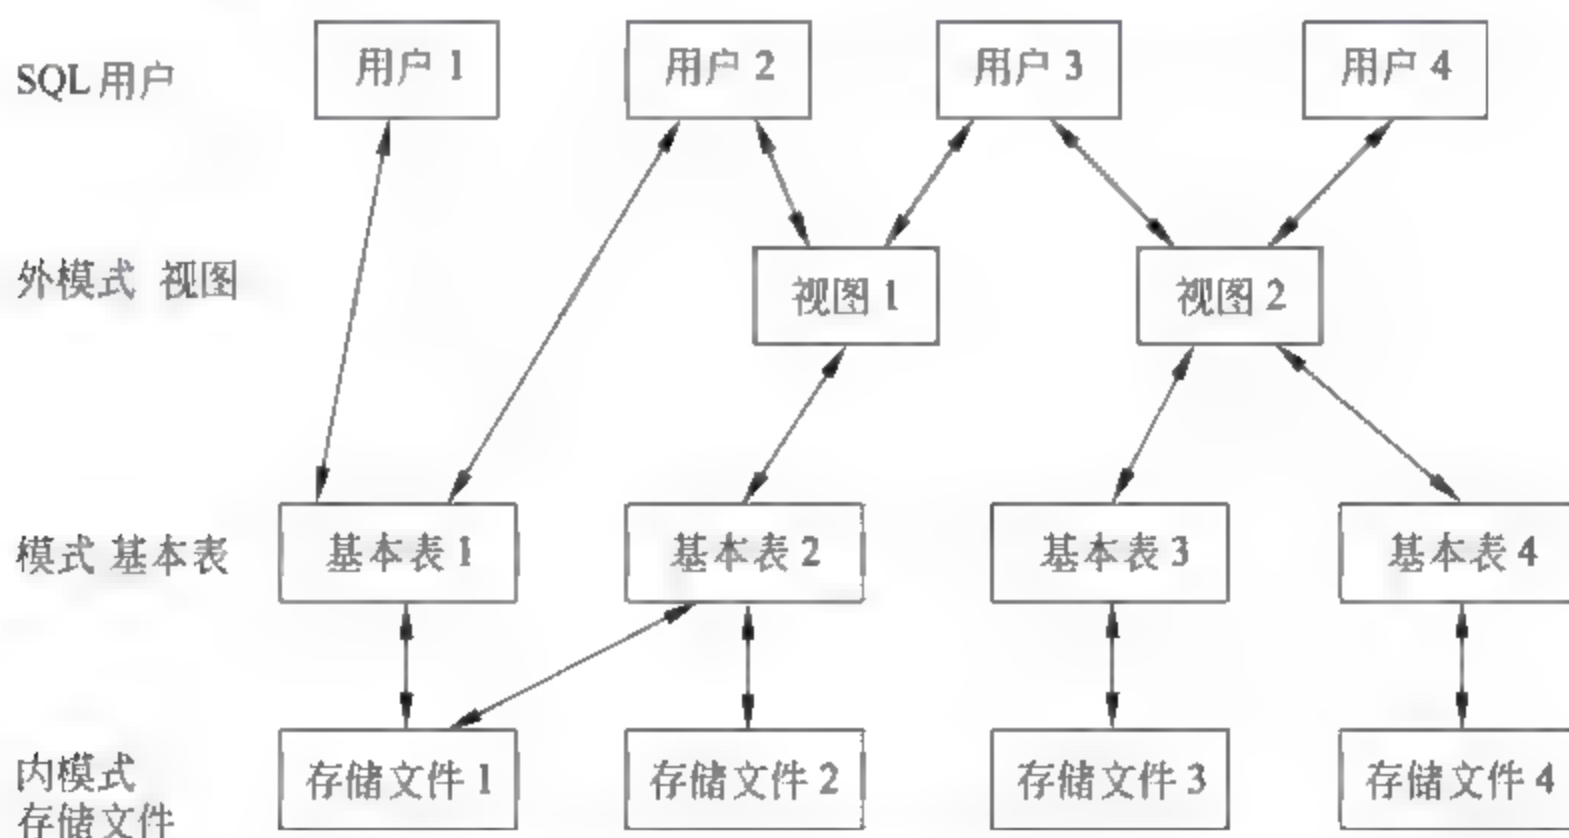 SQL 用户
用户 1
用户 2
用户 3
用户 4
外模式 视图
视图 1
视图 2
模式 基本表
基本表 1
基本表 2
基本表 3
基本表 4
内模式
存储文件
存储文件 1
存储文件 2
存储文件 3
存储文件 4